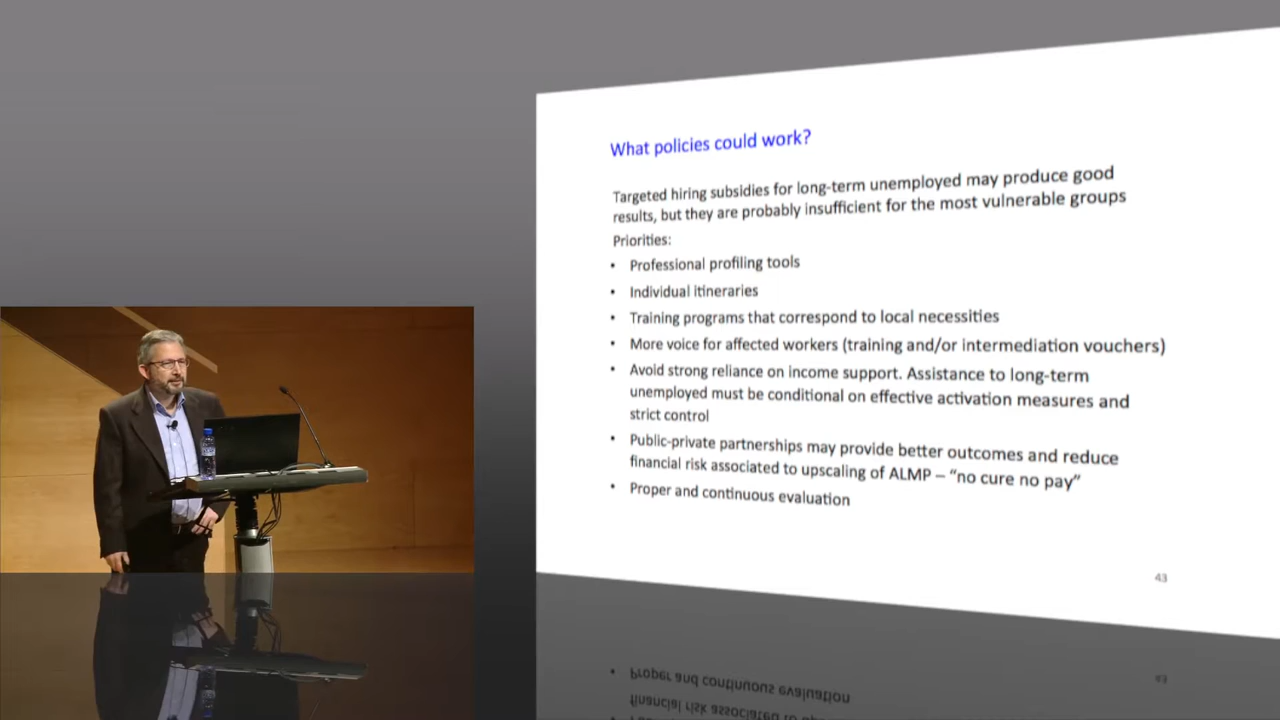 What policies could work?
Targeted hiring subsidies for long-term unemployed may produce good
results, but they are probably insufficient for the most vulnerable groups
Priorities:
• Professional profiling tools
• Individual itineraries
• Training programs that correspond to local necessities
• More voice for affected workers (training and/or intermediation vouchers)
• Avoid strong reliance on income support. Assistance to long-term
unemployed must be conditional on effective activation measures and
strict control
• Public-private partnerships may provide better outcomes and reduce
financial risk associated to upscaling of ALMP – “no cure no pay”
• Proper and continuous evaluation
43